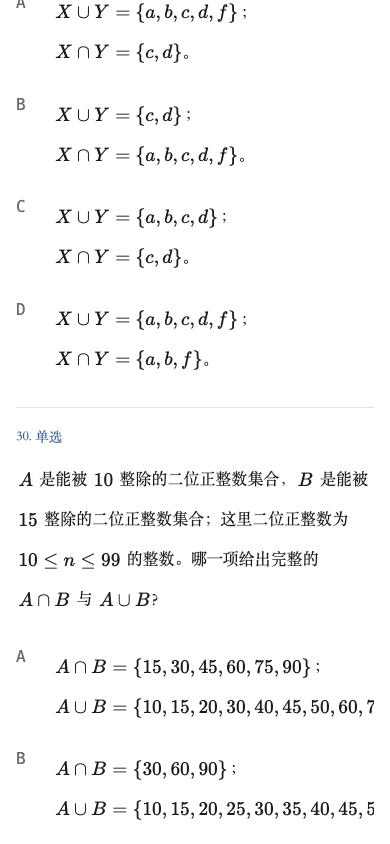 A
X ∪ Y = {a, b, c, d, f}；
X ∩ Y = {c, d}。
B
X ∪ Y = {c, d}；
X ∩ Y = {a, b, c, d, f}。
C
X ∪ Y = {a, b, c, d}；
X ∩ Y = {c, d}。
D
X ∪ Y = {a, b, c, d, f}；
X ∩ Y = {a, b, f}。
30. 单选
A 是能被 10 整除的二位正整数集合，B 是能被
15 整除的二位正整数集合；这里二位正整数为
10 ≤ n ≤ 99 的整数。哪一项给出完整的
A ∩ B 与 A ∪ B?
A
A ∩ B = {15, 30, 45, 60, 75, 90}；
A ∪ B = {10, 15, 20, 30, 40, 45, 50, 60, 7
B
A ∩ B = {30, 60, 90}；
A ∪ B = {10, 15, 20, 25, 30, 35, 40, 45, 5